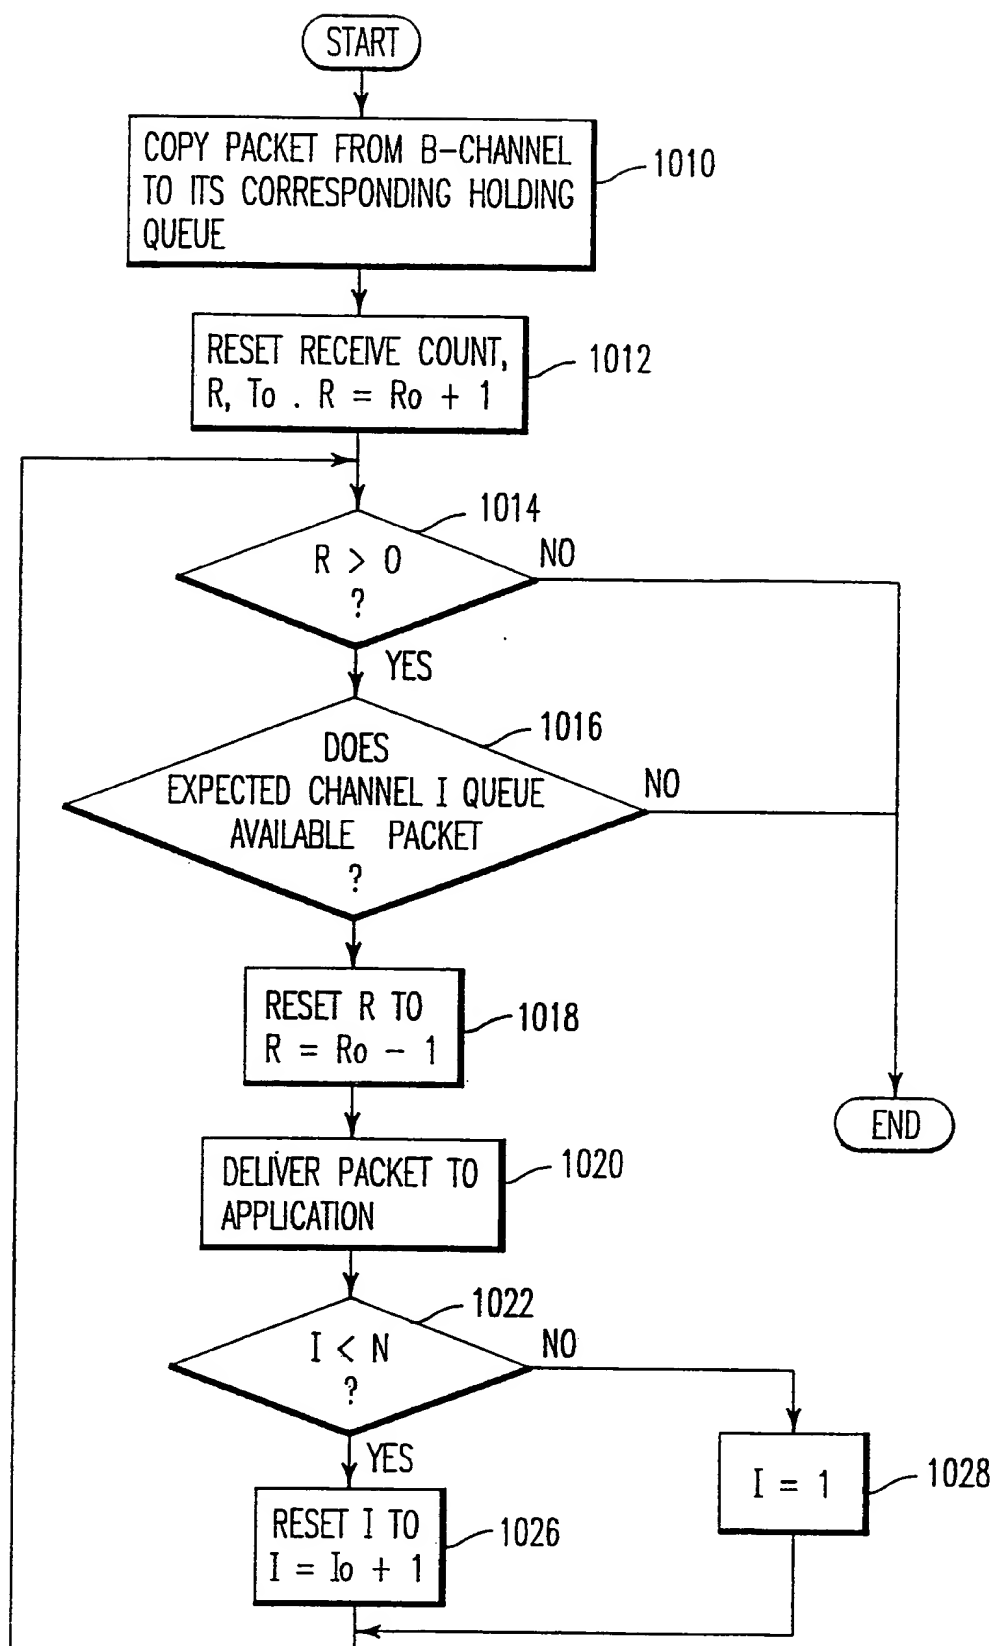 START
COPY PACKET FROM B-CHANNEL
TO ITS CORRESPONDING HOLDING
QUEUE
1010
RESET RECEIVE COUNT,
R, To . R = Ro + 1
1012
R > 0
?
1014
NO
YES
DOES
EXPECTED CHANNEL I QUEUE
AVAILABLE PACKET
?
1016
NO
RESET R TO
R = Ro - 1
1018
END
DELIVER PACKET TO
APPLICATION
1020
I < N
?
1022
NO
YES
I = 1
1028
RESET I TO
I = Io + 1
1026